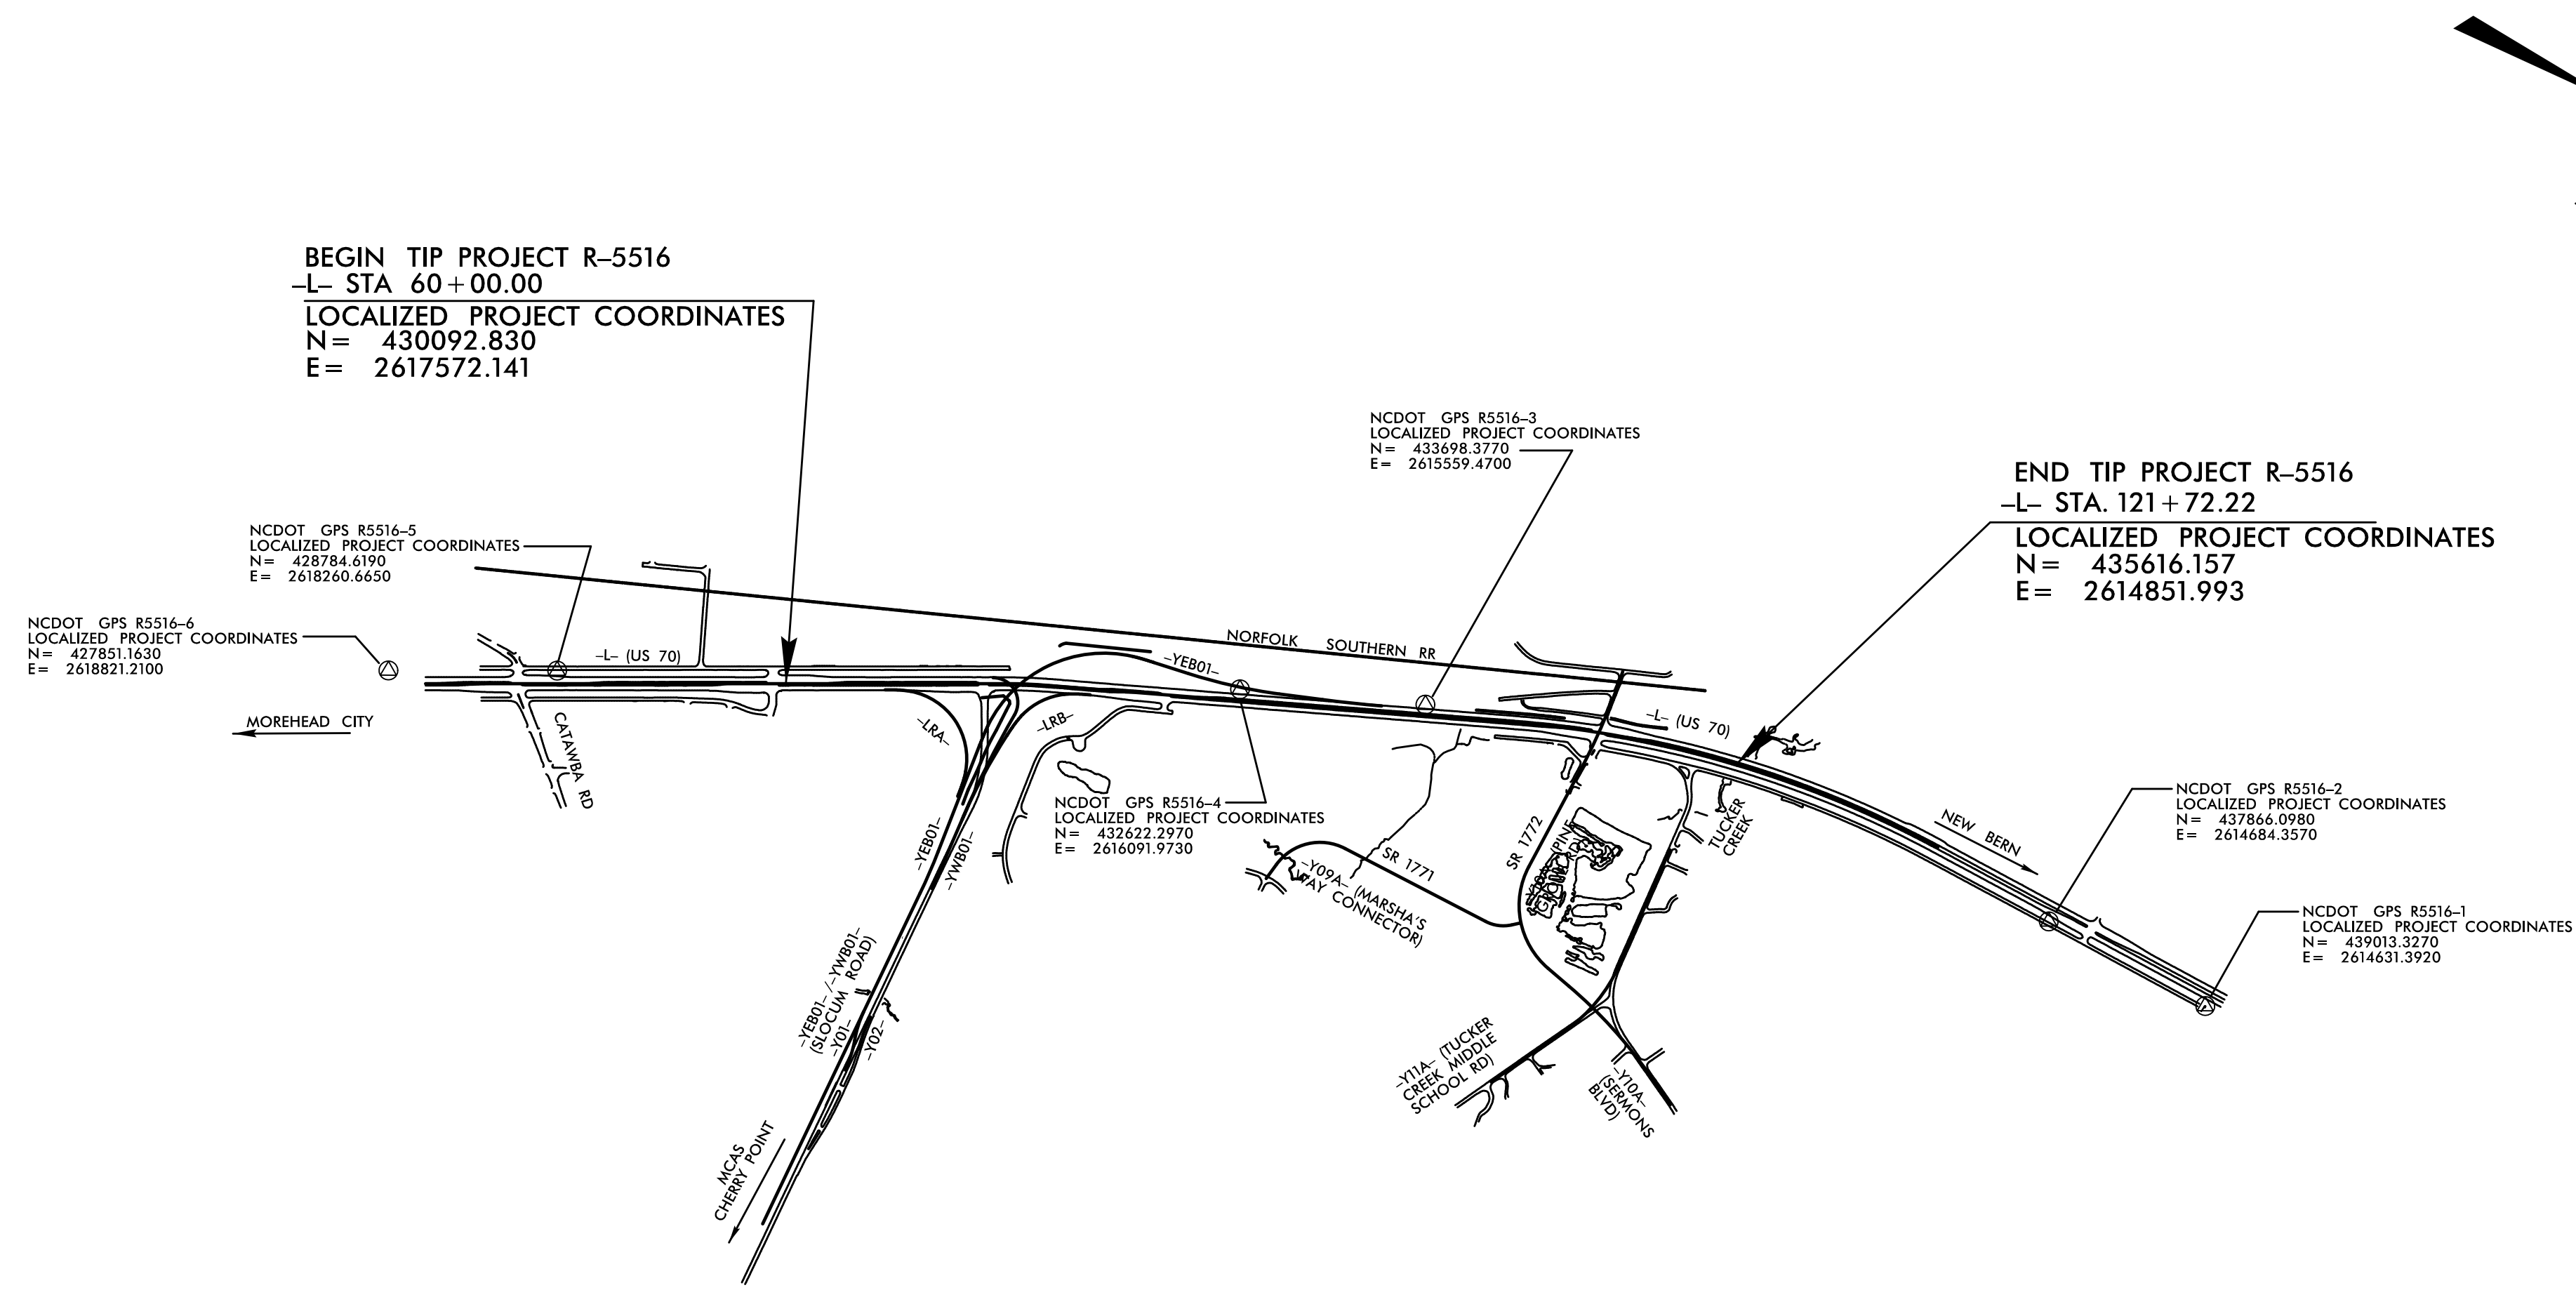 BEGIN TIP PROJECT R–5516
–L– STA 60+00.00
LOCALIZED PROJECT COORDINATES
N= 430092.830
E= 2617572.141
NCDOT GPS R5516–3
LOCALIZED PROJECT COORDINATES
N= 433698.3770
E= 2615559.4700
END TIP PROJECT R–5516
–L– STA. 121+72.22
LOCALIZED PROJECT COORDINATES
N= 435616.157
E= 2614851.993
NCDOT GPS R5516–5
LOCALIZED PROJECT COORDINATES
N= 428784.6190
E= 2618260.6650
NCDOT GPS R5516–6
LOCALIZED PROJECT COORDINATES
N= 427851.1630
E= 2618821.2100
–L– (US 70)
NORFOLK SOUTHERN RR
–YEB01–
MOREHEAD CITY
CATAWBA RD
–LRA–
–LRB–
–L– (US 70)
NCDOT GPS R5516–4
LOCALIZED PROJECT COORDINATES
N= 432622.2970
E= 2616091.9730
NCDOT GPS R5516–2
LOCALIZED PROJECT COORDINATES
N= 437866.0980
E= 2614684.3570
TUCKER
CREEK
NEW BERN
–YEB01–
–YWB01–
SR 1771
SR 1772
–Y09A– (MARSHA'S
WAY CONNECTOR)
(PINE
NCDOT GPS R5516–1
LOCALIZED PROJECT COORDINATES
N= 439013.3270
E= 2614631.3920
–YEB01–/–YWB01–
(SLOCUM ROAD)
–Y01–
–Y02–
–Y11A– (TUCKER
CREEK MIDDLE
SCHOOL RD)
–Y10A–
(SERMONS
BLVD)
MCAS
CHERRY POINT